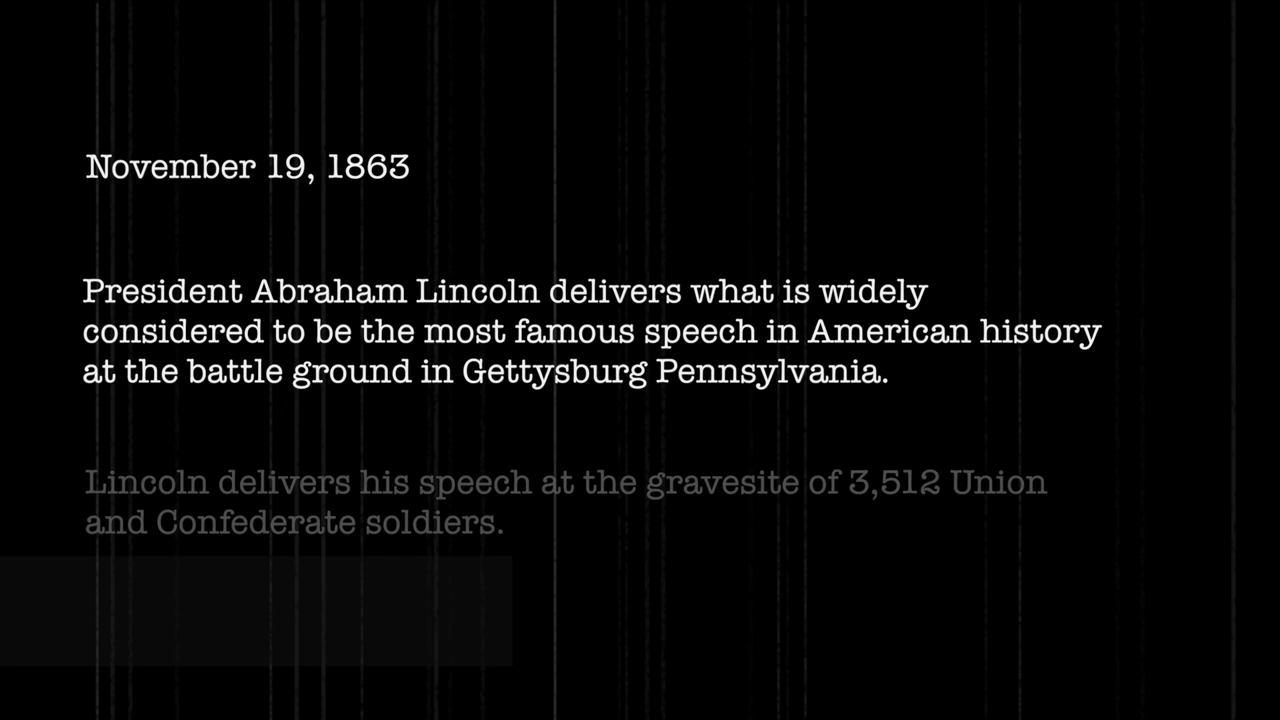 November 19, 1863
President Abraham Lincoln delivers what is widely
considered to be the most famous speech in American history
at the battle ground in Gettysburg Pennsylvania.
Lincoln delivers his speech at the gravesite of 3,512 Union
and Confederate soldiers.